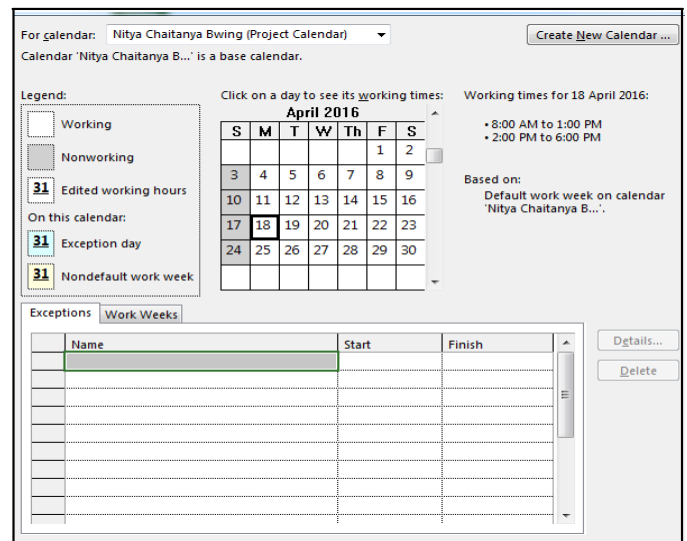 For calendar: Nitya Chaitanya Bwing (Project Calendar)
Create New Calendar ...
Calendar 'Nitya Chaitanya B...' is a base calendar.
Legend:
Working
Nonworking
31 Edited working hours
On this calendar:
31 Exception day
31 Nondefault work week
Click on a day to see its working times:
April 2016
S M T W Th F S
1 2
3 4 5 6 7 8 9
10 11 12 13 14 15 16
17 18 19 20 21 22 23
24 25 26 27 28 29 30
Working times for 18 April 2016:
• 8:00 AM to 1:00 PM
• 2:00 PM to 6:00 PM
Based on:
Default work week on calendar
'Nitya Chaitanya B...'.
Exceptions Work Weeks
Name Start Finish
Details...
Delete